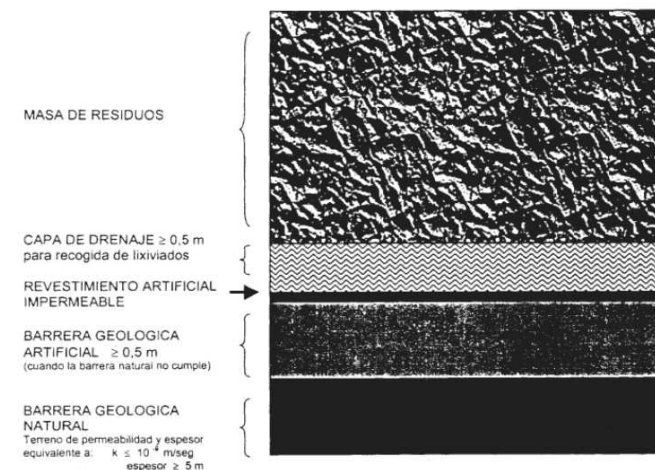 MASA DE RESIDUOS
CAPA DE DRENAJE ≥ 0,5 m
para recogida de lixiviados
REVESTIMIENTO ARTIFICIAL
IMPERMEABLE
BARRERA GEOLOGICA
ARTIFICIAL ≥ 0,5 m
(cuando la barrera natural no cumple)
BARRERA GEOLOGICA
NATURAL
Terreno de permeabilidad y espesor
equivalente a: k ≤ 10 m/seg
espesor ≥ 5 m